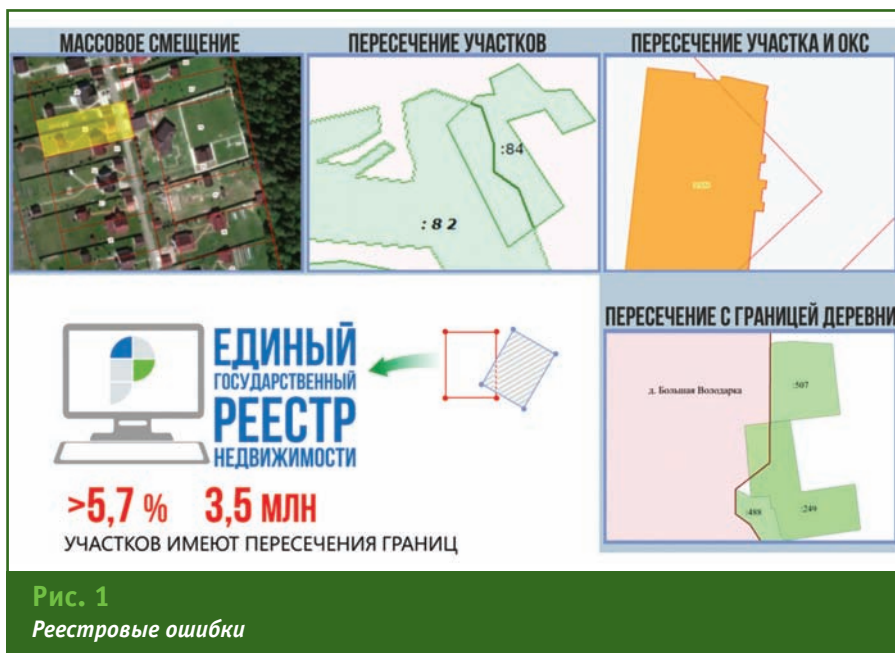 МАССОВОЕ СМЕЩЕНИЕ
ПЕРЕСЕЧЕНИЕ УЧАСТКОВ
ПЕРЕСЕЧЕНИЕ УЧАСТКА И ОКС
:84
:82
ПЕРЕСЕЧЕНИЕ С ГРАНИЦЕЙ ДЕРЕВНИ
д. Большая Володарка
:507
:488
:249
ЕДИНЫЙ
ГОСУДАРСТВЕННЫЙ
РЕЕСТР
НЕДВИЖИМОСТИ
>5,7 % 3,5 МЛН
УЧАСТКОВ ИМЕЮТ ПЕРЕСЕЧЕНИЯ ГРАНИЦ
Рис. 1
Реестровые ошибки